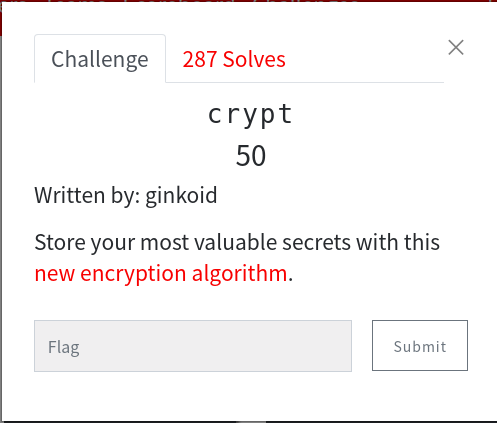 Challenge
287 Solves
crypt
50
Written by: ginkoid
Store your most valuable secrets with this
new encryption algorithm.
Flag
Submit